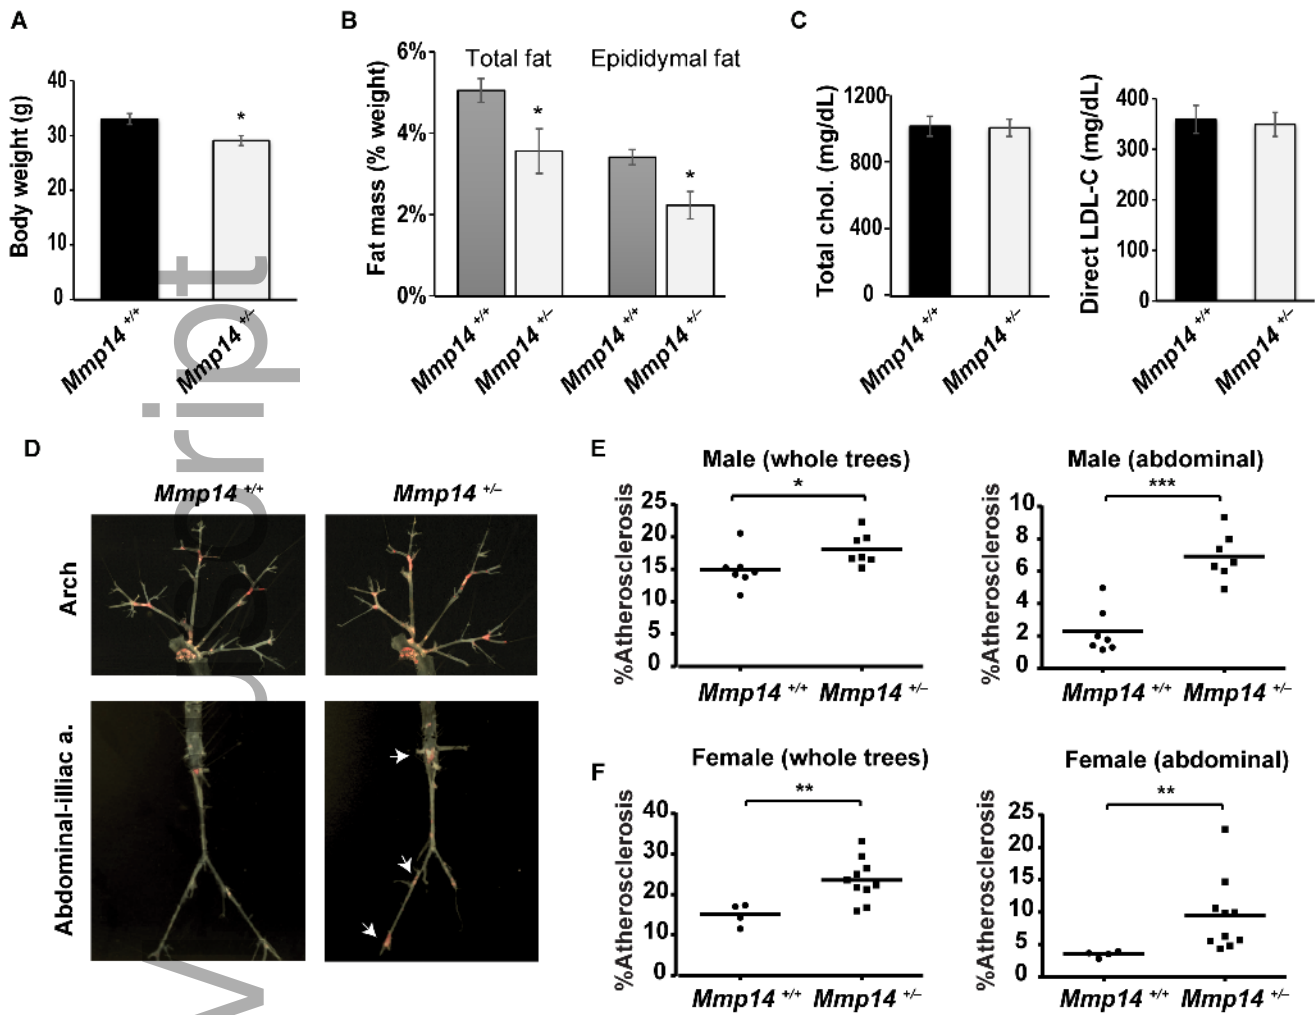 A
Body weight (g)
40
30
20
10
0
*
Mmp14 +/+
Mmp14 +/–
B
Fat mass (% weight)
6%
4%
2%
0%
Total fat
Epididymal fat
*
*
Mmp14 +/+
Mmp14 +/–
Mmp14 +/+
Mmp14 +/–
C
Total chol. (mg/dL)
1200
800
400
0
Mmp14 +/+
Mmp14 +/–
Direct LDL-C (mg/dL)
400
300
200
100
0
Mmp14 +/+
Mmp14 +/–
D
Mmp14 +/+
Mmp14 +/–
Arch
Abdominal-illiac a.
E
Male (whole trees)
*
%Atherosclerosis
25
20
15
10
5
0
Mmp14 +/+
Mmp14 +/–
Male (abdominal)
***
%Atherosclerosis
10
8
6
4
2
0
Mmp14 +/+
Mmp14 +/–
F
Female (whole trees)
**
%Atherosclerosis
40
30
20
10
0
Mmp14 +/+
Mmp14 +/–
Female (abdominal)
**
%Atherosclerosis
25
20
15
10
5
0
Mmp14 +/+
Mmp14 +/–